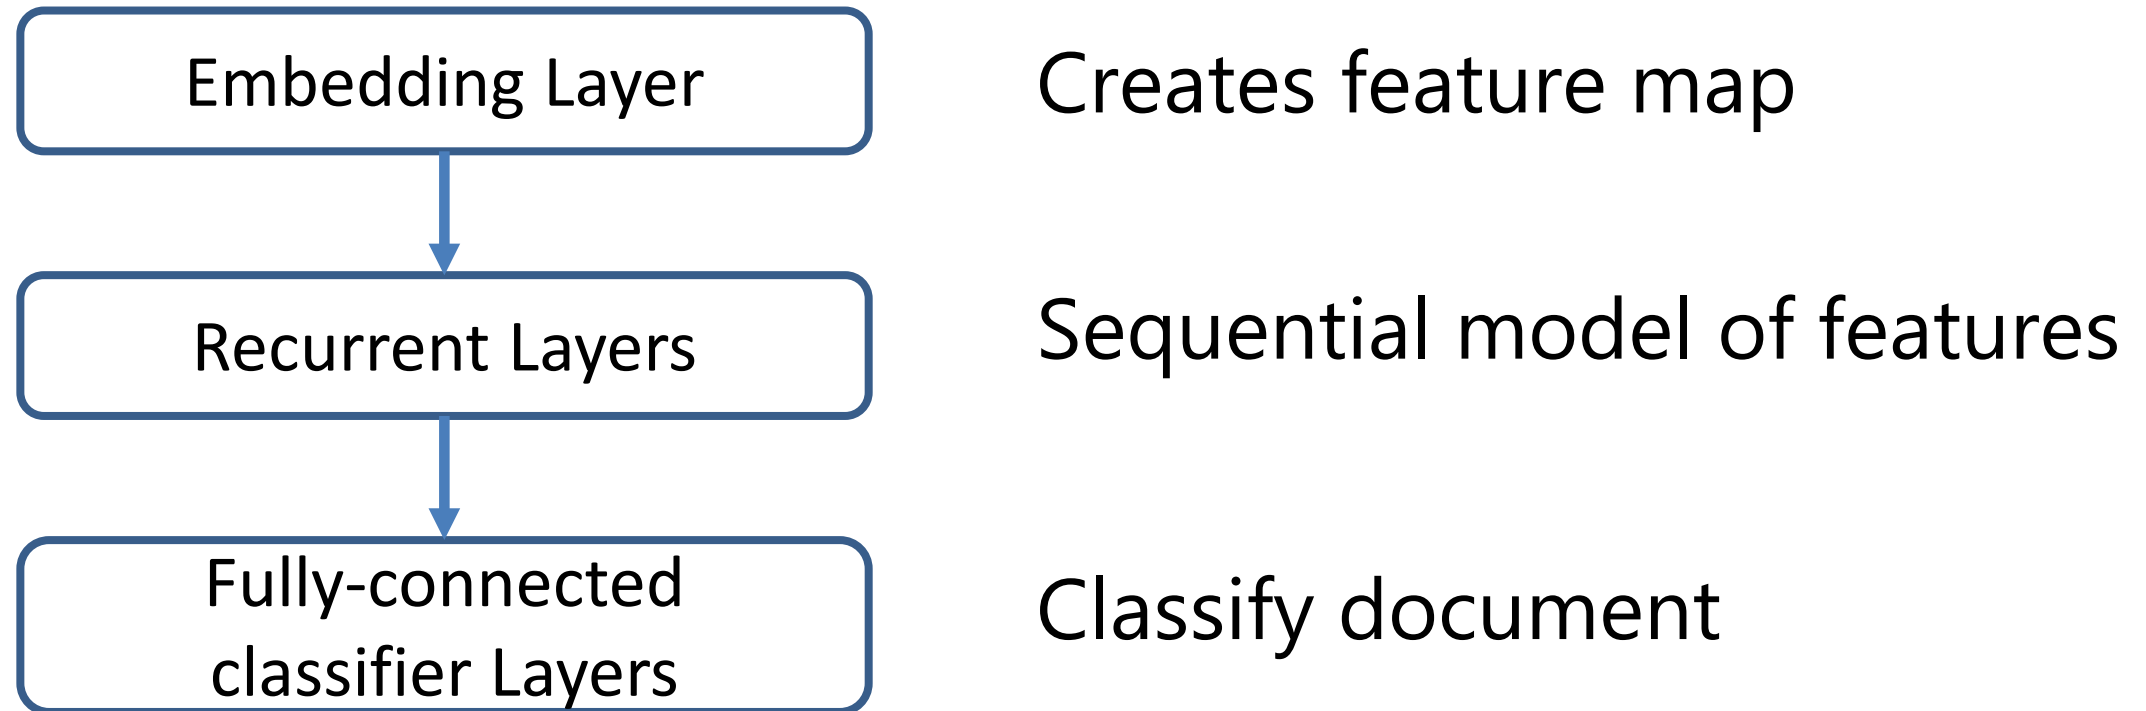 Embedding Layer
Creates feature map
Recurrent Layers
Sequential model of features
Fully-connected
classifier Layers
Classify document